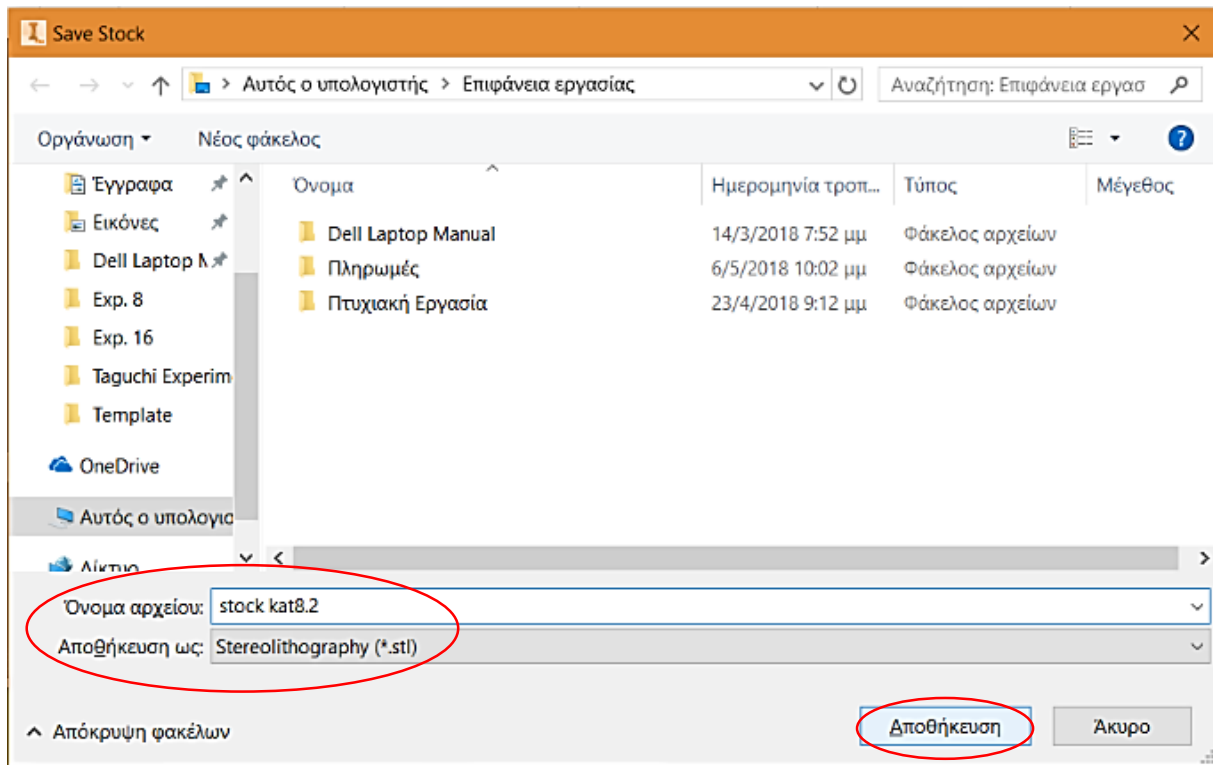 Save Stock
Αυτός ο υπολογιστής > Επιφάνεια εργασίας
Αναζήτηση: Επιφάνεια εργασ
Οργάνωση
Νέος φάκελος
Όνομα
Ημερομηνία τροπ...
Τύπος
Μέγεθος
Έγγραφα
Εικόνες
Dell Laptop M
Exp. 8
Exp. 16
Taguchi Experim
Template
OneDrive
Αυτός ο υπολογισ
Δίκτυο
Dell Laptop Manual 14/3/2018 7:52 μμ Φάκελος αρχείων
Πληρωμές 6/5/2018 10:02 μμ Φάκελος αρχείων
Πτυχιακή Εργασία 23/4/2018 9:12 μμ Φάκελος αρχείων
Όνομα αρχείου: stock kat8.2
Αποθήκευση ως: Stereolithography (*.stl)
Απόκρυψη φακέλων
Αποθήκευση
Άκυρο